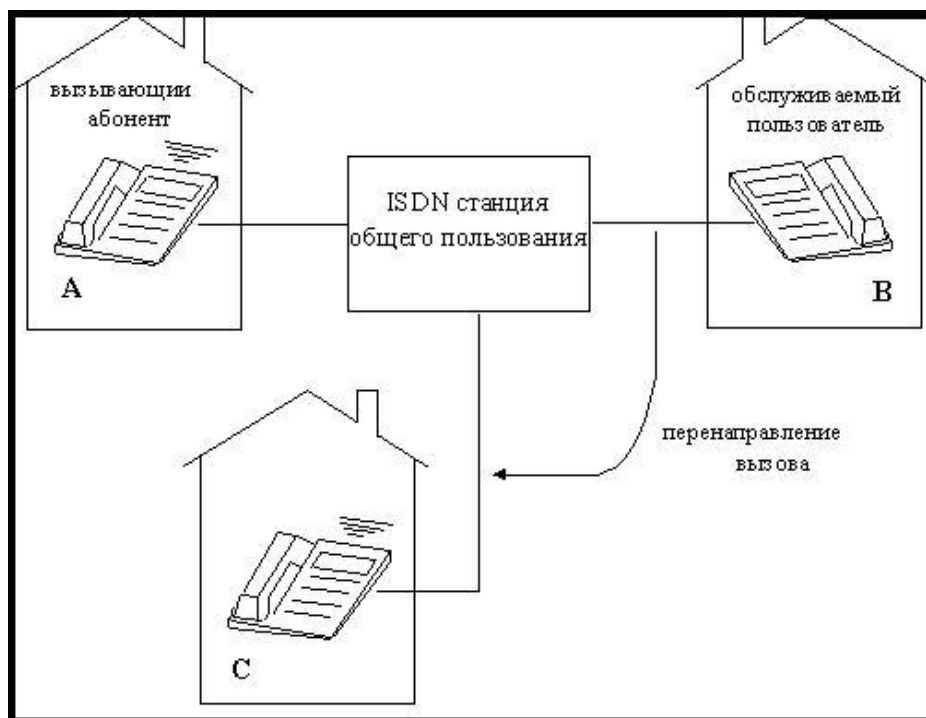 вызывающий
абонент
A
ISDN станция
общего пользования
обслуживаемый
пользователь
B
перенаправление
вызова
C